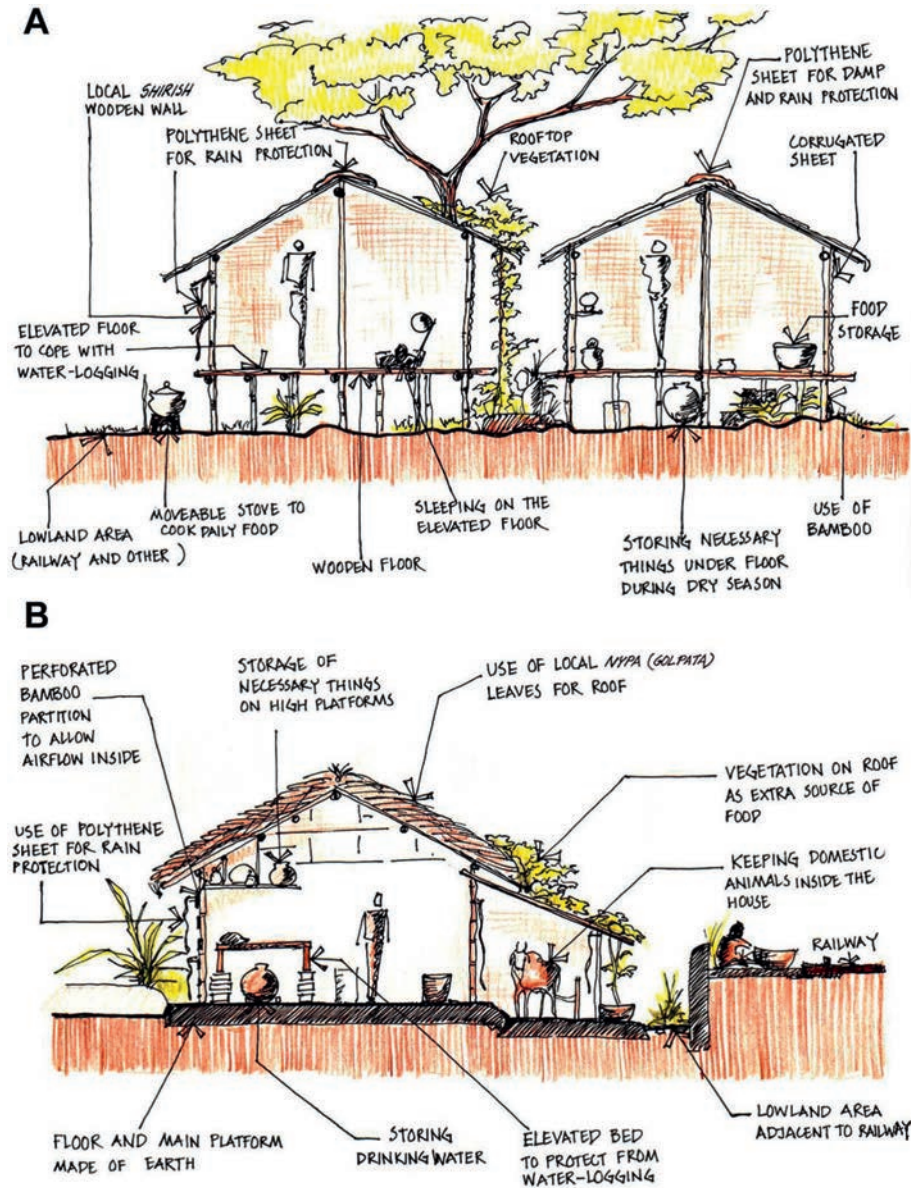 A
LOCAL SHIRISH
WOODEN WALL
POLYTHENE SHEET
FOR RAIN PROTECTION
ROOFTOP
VEGETATION
POLYTHENE
SHEET FOR DAMP
AND RAIN PROTECTION
CORRUGATED
SHEET
ELEVATED FLOOR
TO COPE WITH
WATER-LOGGING
FOOD
STORAGE
LOWLAND AREA
(RAILWAY AND OTHER)
MOVEABLE STOVE TO
COOK DAILY FOOD
WOODEN FLOOR
SLEEPING ON THE
ELEVATED FLOOR
STORING NECESSARY
THINGS UNDER FLOOR
DURING DRY SEASON
USE OF
BAMBOO
B
PERFORATED
BAMBOO
PARTITION
TO ALLOW
AIRFLOW INSIDE
STORAGE OF
NECESSARY THINGS
ON HIGH PLATFORMS
USE OF LOCAL NYPA (GOLPATA)
LEAVES FOR ROOF
VEGETATION ON ROOF
AS EXTRA SOURCE OF
FOOD
USE OF POLYTHENE
SHEET FOR RAIN
PROTECTION
KEEPING DOMESTIC
ANIMALS INSIDE THE
HOUSE
RAILWAY
FLOOR AND MAIN PLATFORM
MADE OF EARTH
STORING
DRINKING WATER
ELEVATED BED
TO PROTECT FROM
WATER-LOGGING
LOWLAND AREA
ADJACENT TO RAILWAY